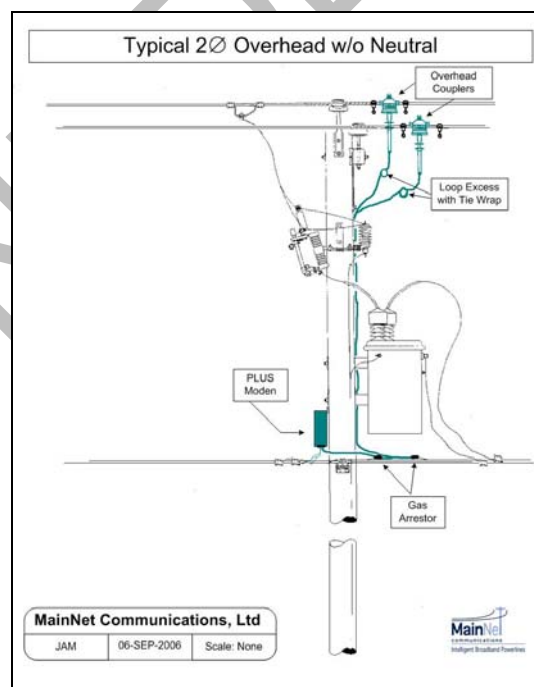 Typical 2∅ Overhead w/o Neutral
Overhead
Couplers
Loop Excess
with Tie Wrap
PLUS
Moden
Gas
Arrestor
MainNet Communications, Ltd
JAM
06-SEP-2006
Scale: None
MainNet
communications
Intelligent Broadband Powerlines